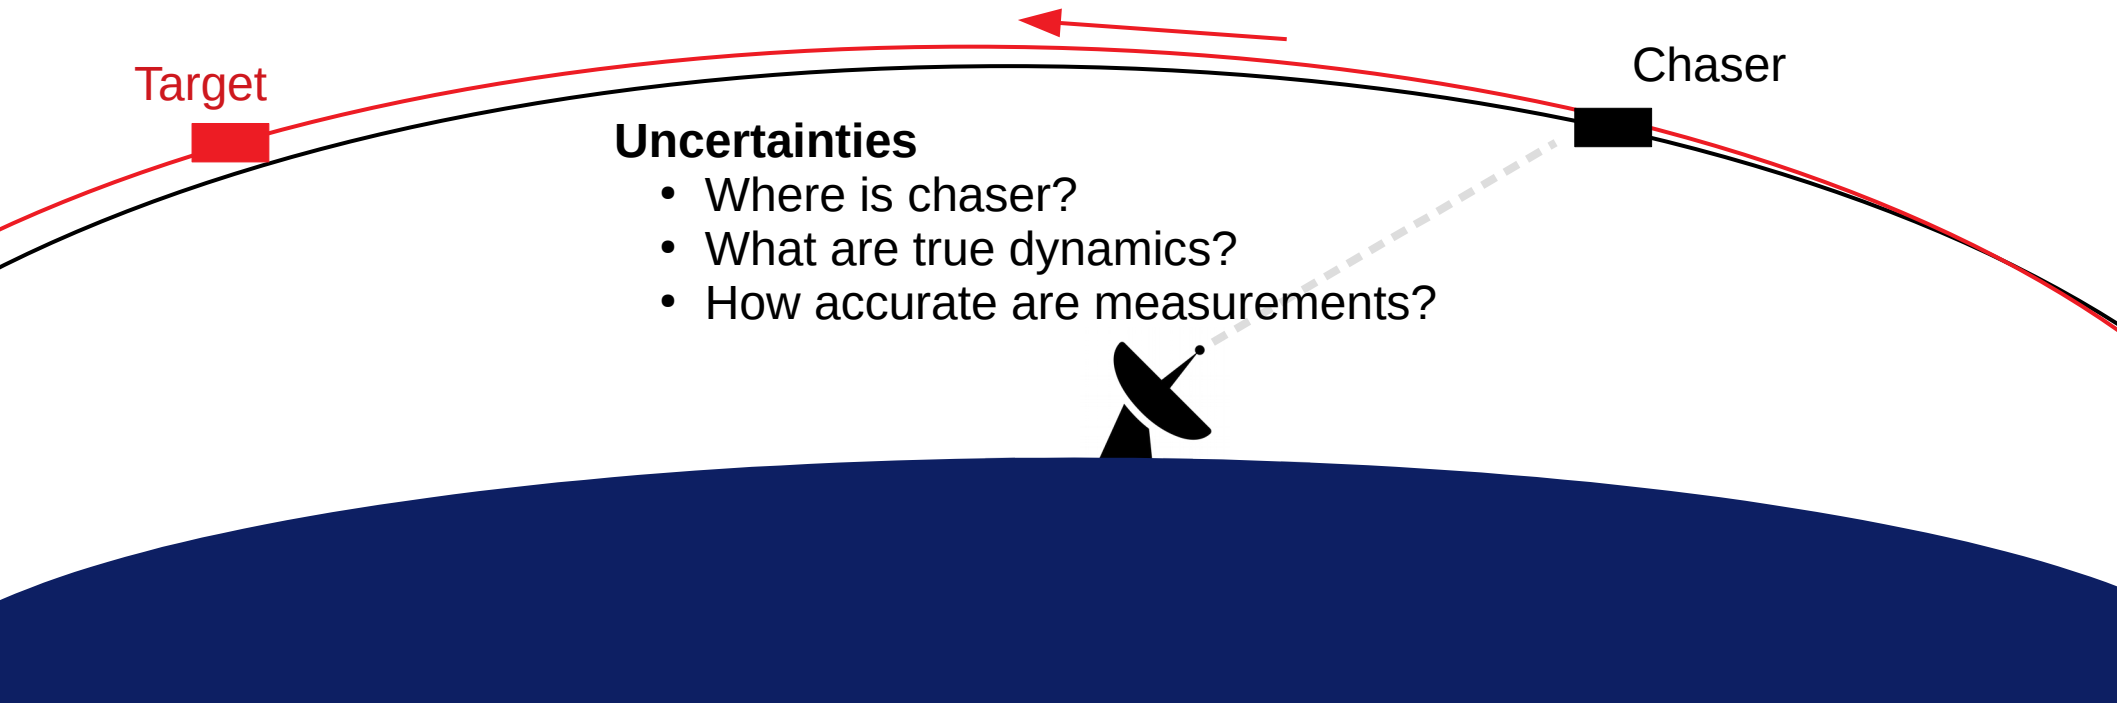 Target
Chaser
Uncertainties
• Where is chaser?
• What are true dynamics?
• How accurate are measurements?